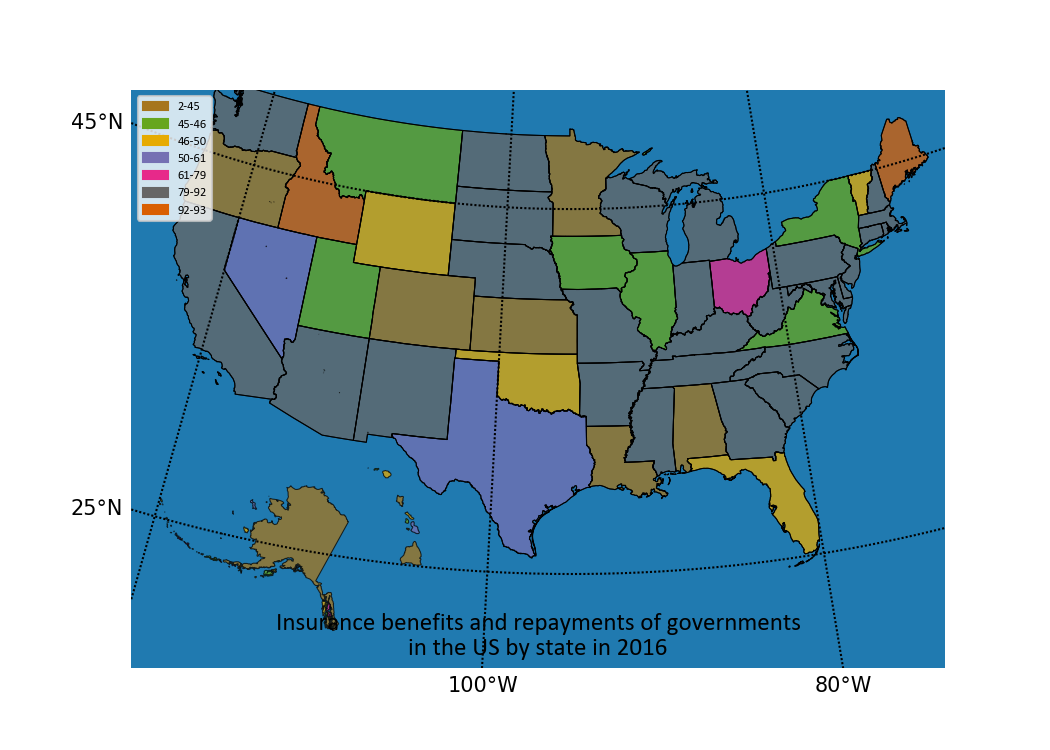 2-45
45°N
45-46
46-50
50-61
61-79
79-92
92-93
25°N
Insurance benefits and repayments of governments
in the US by state in 2016
100°W 80°W